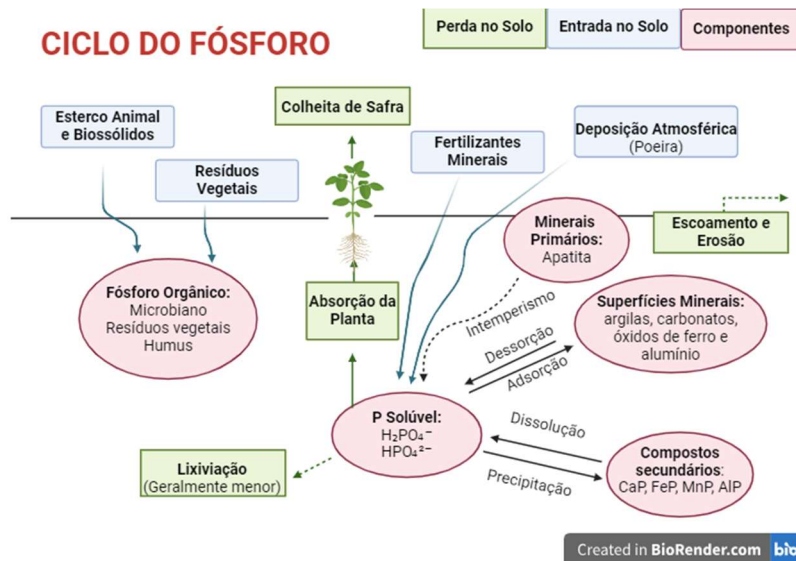 CICLO DO FÓSFORO
Perda no Solo
Entrada no Solo
Componentes
Esterco Animal
e Biossólidos
Resíduos
Vegetais
Colheita de Safra
Fertilizantes
Minerais
Deposição Atmosférica
(Poeira)
Minerais
Primários:
Apatita
Escoamento e
Erosão
Fósforo Orgânico:
Microbiano
Resíduos vegetais
Humus
Absorção da
Planta
Intemperismo
Superfícies Minerais:
argilas, carbonatos,
óxidos de ferro e
alumínio
Dessorção
Adsorção
P Solúvel:
H₂PO₄⁻
HPO₄²⁻
Dissolução
Precipitação
Compostos
secundários:
CaP, FeP, MnP, AlP
Lixiviação
(Geralmente menor)
Created in BioRender.com bio